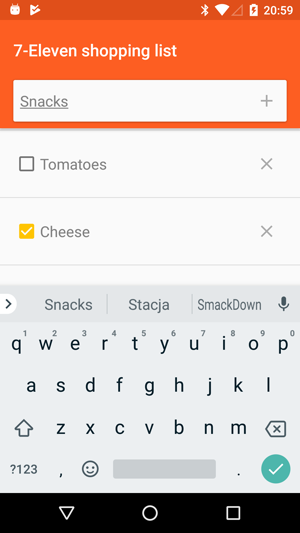 20:59
7-Eleven shopping list
Snacks
Tomatoes
Cheese
Snacks Stacja SmackDown
q1 w2 e3 r4 t5 y6 u7 i8 o9 p0
a s d f g h j k l
z x c v b n m
?123 , .